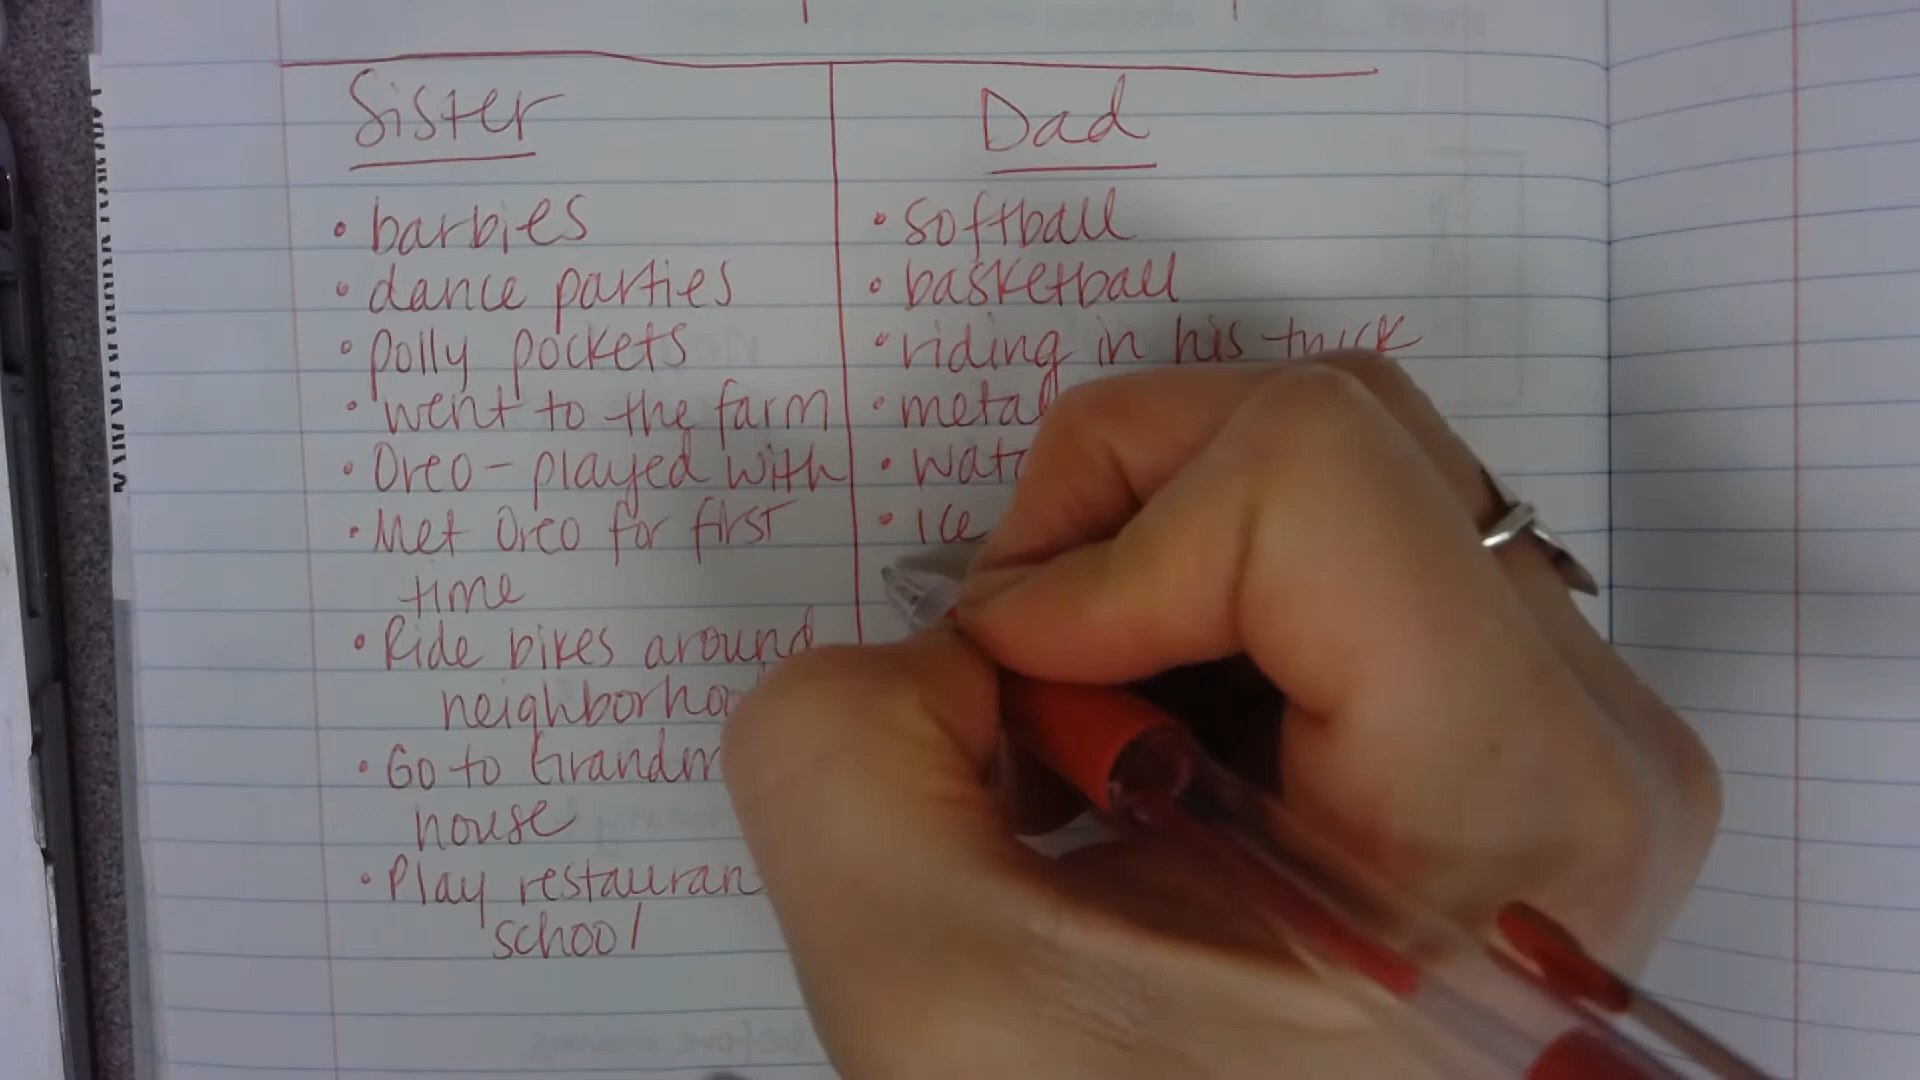 Sister
• barbies
• dance parties
• polly pockets
• went to the farm
• Oreo - played with
• Met Oreo for first
time
• Ride bikes around
• Go to
house
• Play
school
Dad
• softball
• basketball
• riding in his truck
• Ice